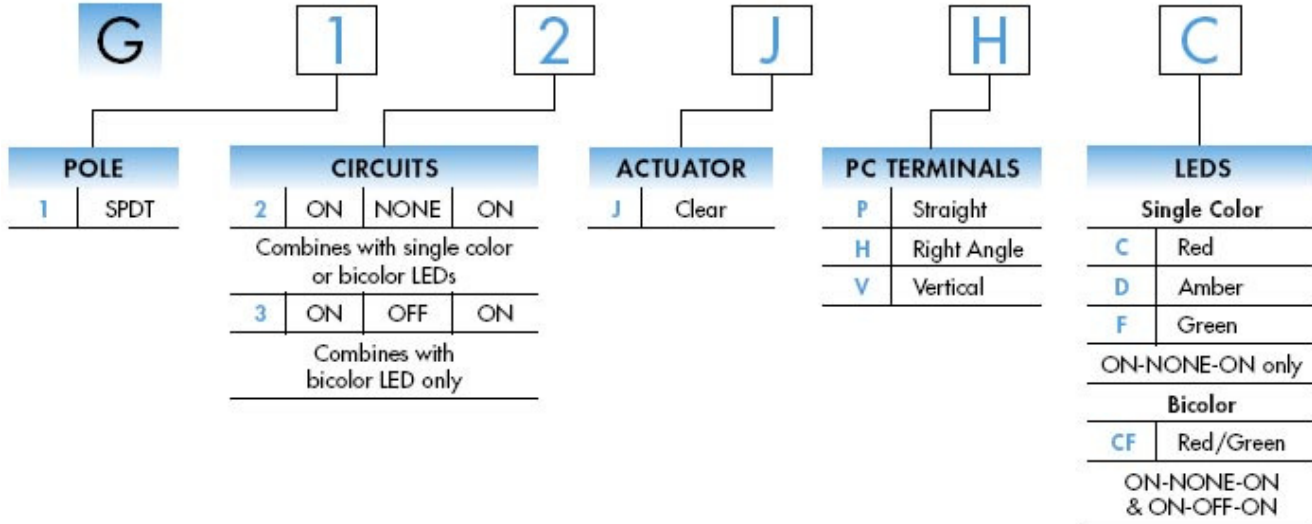 G 1 2 J H C
POLE
1 SPDT
CIRCUITS
2 ON NONE ON
Combines with single color
or bicolor LEDs
3 ON OFF ON
Combines with
bicolor LED only
ACTUATOR
J Clear
PC TERMINALS
P Straight
H Right Angle
V Vertical
LEDS
Single Color
C Red
D Amber
F Green
ON-NONE-ON only
Bicolor
CF Red/Green
ON-NONE-ON
& ON-OFF-ON